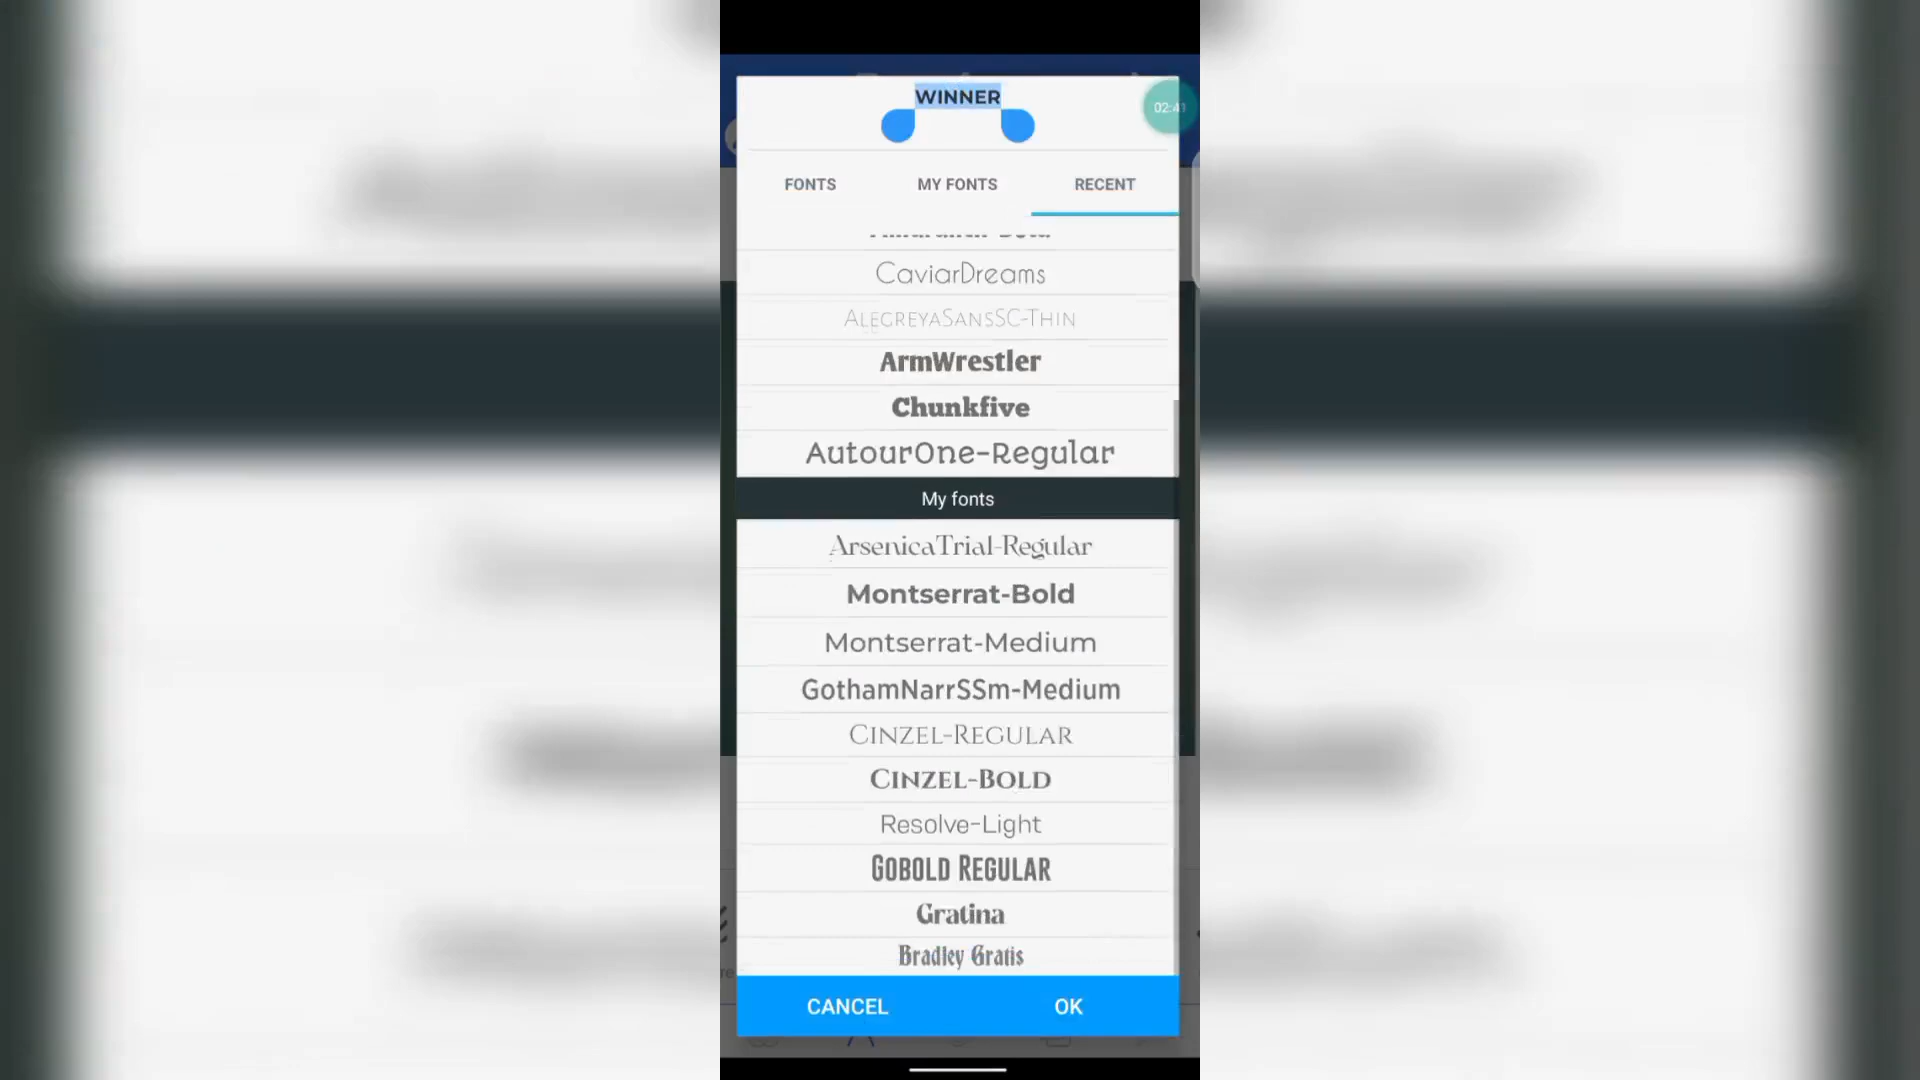 WINNER
02:41
FONTS
MY FONTS
RECENT
CaviarDreams
AlegreyaSansSC-Thin
ArmWrestler
Chunkfive
AutourOne-Regular
My fonts
ArsenicaTrial-Regular
Montserrat-Bold
Montserrat-Medium
GothamNarrSSm-Medium
Cinzel-Regular
Cinzel-Bold
Resolve-Light
Gobold Regular
Gratina
Bradley Gratis
CANCEL
OK